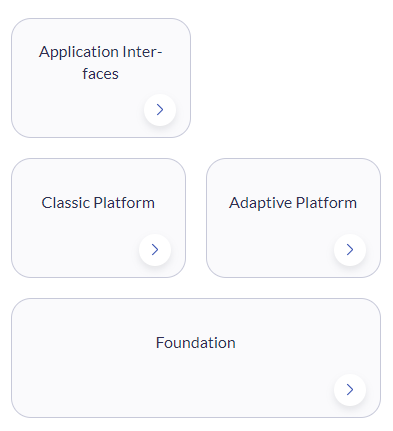 Application Inter-
faces
Classic Platform
Adaptive Platform
Foundation